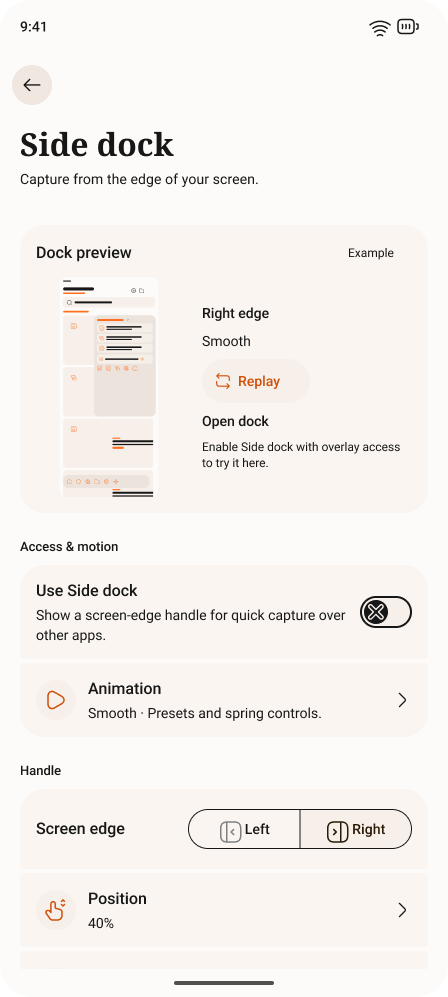 9:41
Side dock
Capture from the edge of your screen.
Dock preview
Example
Right edge
Smooth
Replay
Open dock
Enable Side dock with overlay access
to try it here.
Access & motion
Use Side dock
Show a screen-edge handle for quick capture over
other apps.
Animation
Smooth · Presets and spring controls.
Handle
Screen edge
Left
Right
Position
40%